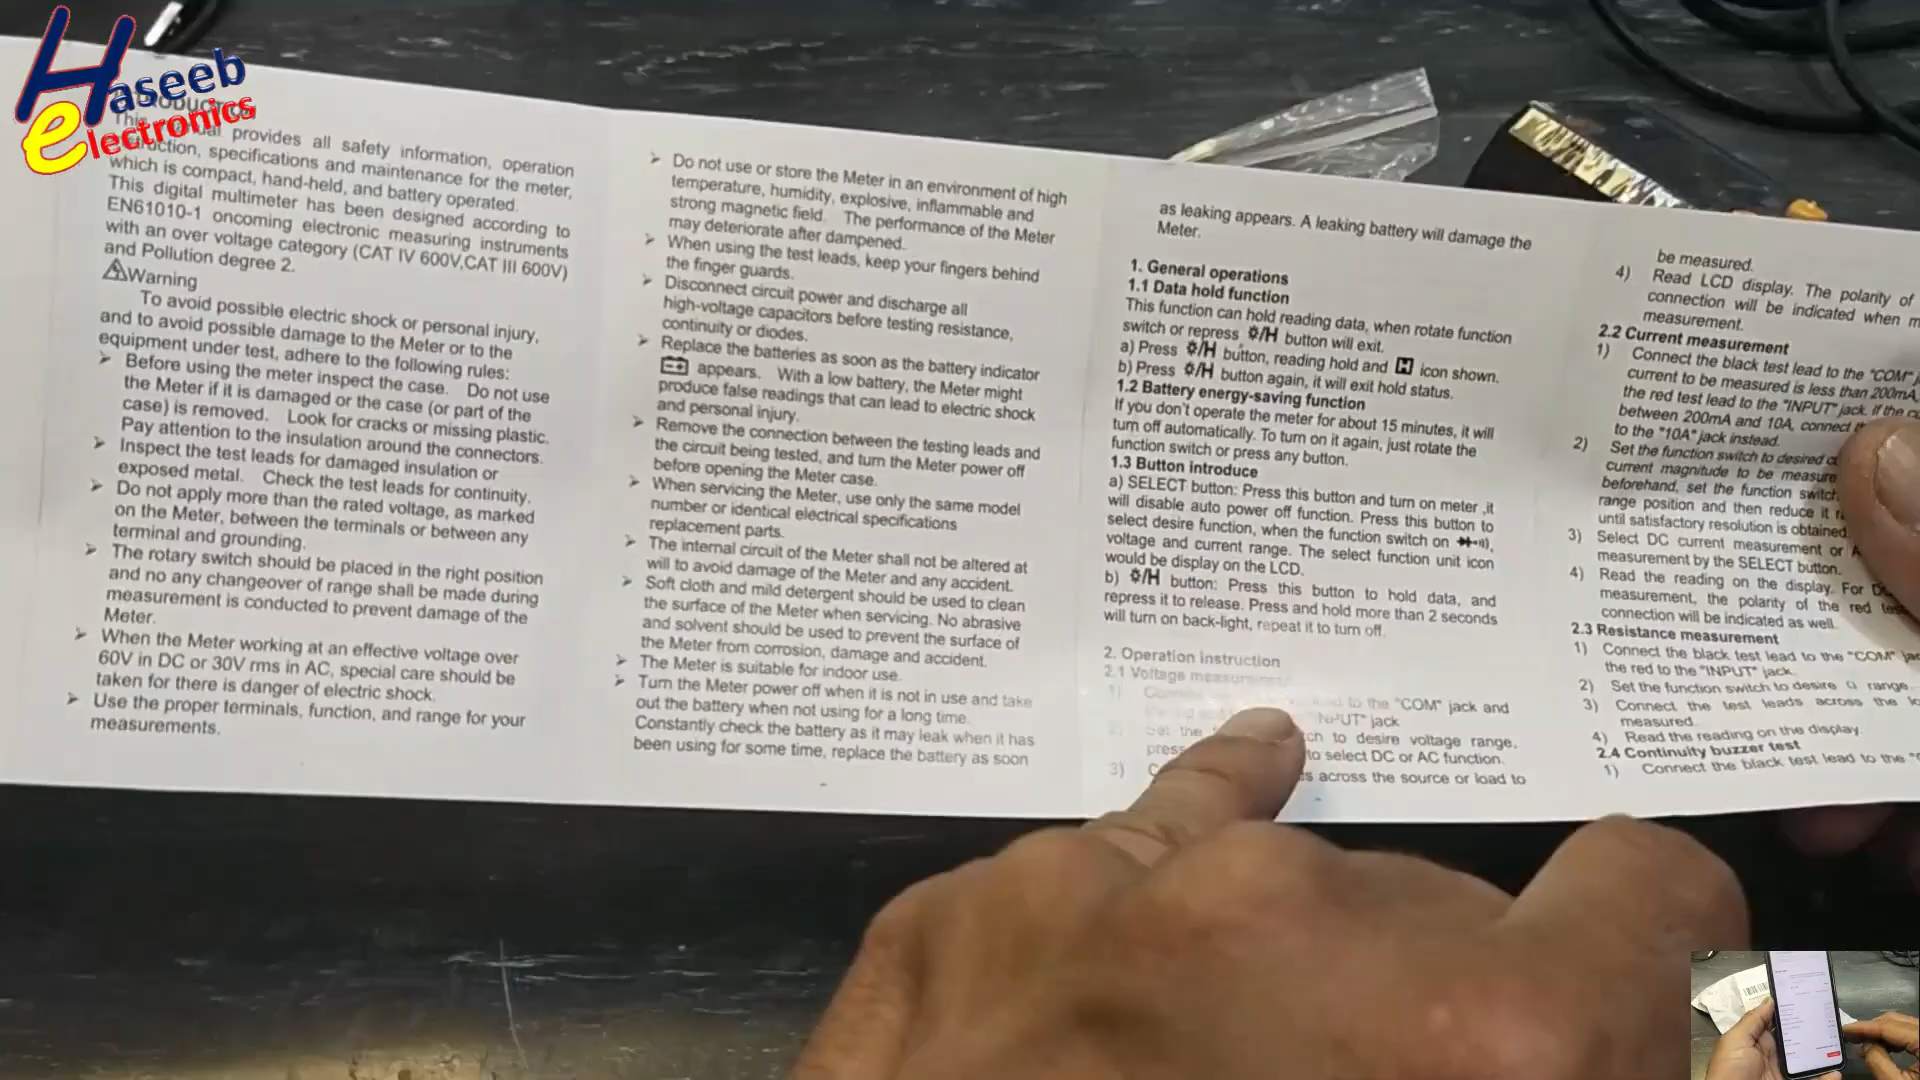 Haseeb
electronics
provides all safety information, operation
specifications and maintenance for the meter,
which is compact, hand-held, and battery operated.
This digital multimeter has been designed according to
EN61010-1 oncoming electronic measuring instruments
with an over voltage category (CAT IV 600V,CAT III 600V)
and Pollution degree 2.
Warning
To avoid possible electric shock or personal injury,
and to avoid possible damage to the Meter or to the
equipment under test, adhere to the following rules:
➢ Before using the meter inspect the case. Do not use
the Meter if it is damaged or the case (or part of the
case) is removed. Look for cracks or missing plastic.
Pay attention to the insulation around the connectors.
➢ Inspect the test leads for damaged insulation or
exposed metal. Check the test leads for continuity.
➢ Do not apply more than the rated voltage, as marked
on the Meter, between the terminals or between any
terminal and grounding.
➢ The rotary switch should be placed in the right position
and no any changeover of range shall be made during
measurement is conducted to prevent damage of the
Meter.
➢ When the Meter working at an effective voltage over
60V in DC or 30V rms in AC, special care should be
taken for there is danger of electric shock.
➢ Use the proper terminals, function, and range for your
measurements.
➢ Do not use or store the Meter in an environment of high
temperature, humidity, explosive, inflammable and
strong magnetic field. The performance of the Meter
may deteriorate after dampened.
➢ When using the test leads, keep your fingers behind
the finger guards.
➢ Disconnect circuit power and discharge all
high-voltage capacitors before testing resistance,
continuity or diodes.
➢ Replace the batteries as soon as the battery indicator
appears. With a low battery, the Meter might
produce false readings that can lead to electric shock
and personal injury.
➢ Remove the connection between the testing leads and
the circuit being tested, and turn the Meter power off
before opening the Meter case.
➢ When servicing the Meter, use only the same model
number or identical electrical specifications
replacement parts.
➢ The internal circuit of the Meter shall not be altered at
will to avoid damage of the Meter and any accident.
➢ Soft cloth and mild detergent should be used to clean
the surface of the Meter when servicing. No abrasive
and solvent should be used to prevent the surface of
the Meter from corrosion, damage and accident.
➢ The Meter is suitable for indoor use.
➢ Turn the Meter power off when it is not in use and take
out the battery when not using for a long time.
Constantly check the battery as it may leak when it has
been using for some time, replace the battery as soon
as leaking appears. A leaking battery will damage the
Meter.
1. General operations
1.1 Data hold function
This function can hold reading data, when rotate function
switch or repress ☼/H button will exit.
a) Press ☼/H button, reading hold and H icon shown.
b) Press ☼/H button again, it will exit hold status.
1.2 Battery energy-saving function
If you don't operate the meter for about 15 minutes, it will
turn off automatically. To turn on it again, just rotate the
function switch or press any button.
1.3 Button introduce
a) SELECT button: Press this button and turn on meter ,it
will disable auto power off function. Press this button to
select desire function, when the function switch on
voltage and current range. The select function unit icon
would be display on the LCD.
b) ☼/H button: Press this button to hold data, and
repress it to release. Press and hold more than 2 seconds
will turn on back-light, repeat it to turn off.
2. Operation instruction
2.1 Voltage
1) to the "COM" jack and
"INPUT" jack
2) Set the to desire voltage range,
press to select DC or AC function.
3) across the source or load to
be measured.
4) Read LCD display. The polarity of
connection will be indicated when
measurement.
2.2 Current measurement
1) Connect the black test lead to the "COM"
current to be measured is less than 200mA,
the red test lead to the "INPUT" jack. If the
between 200mA and 10A, connect
to the "10A" jack instead.
2) Set the function switch to desired
current magnitude to be
beforehand, set the function switch
range position and then reduce it
until satisfactory resolution is obtained.
3) Select DC current measurement or
measurement by the SELECT button.
4) Read the reading on the display. For
measurement, the polarity of the red
connection will be indicated as well.
2.3 Resistance measurement
1) Connect the black test lead to the "COM"
the red to the "INPUT" jack.
2) Set the function switch to desire Ω range.
3) Connect the test leads across the
measured.
4) Read the reading on the display.
2.4 Continuity buzzer test
1) Connect the black test lead to the